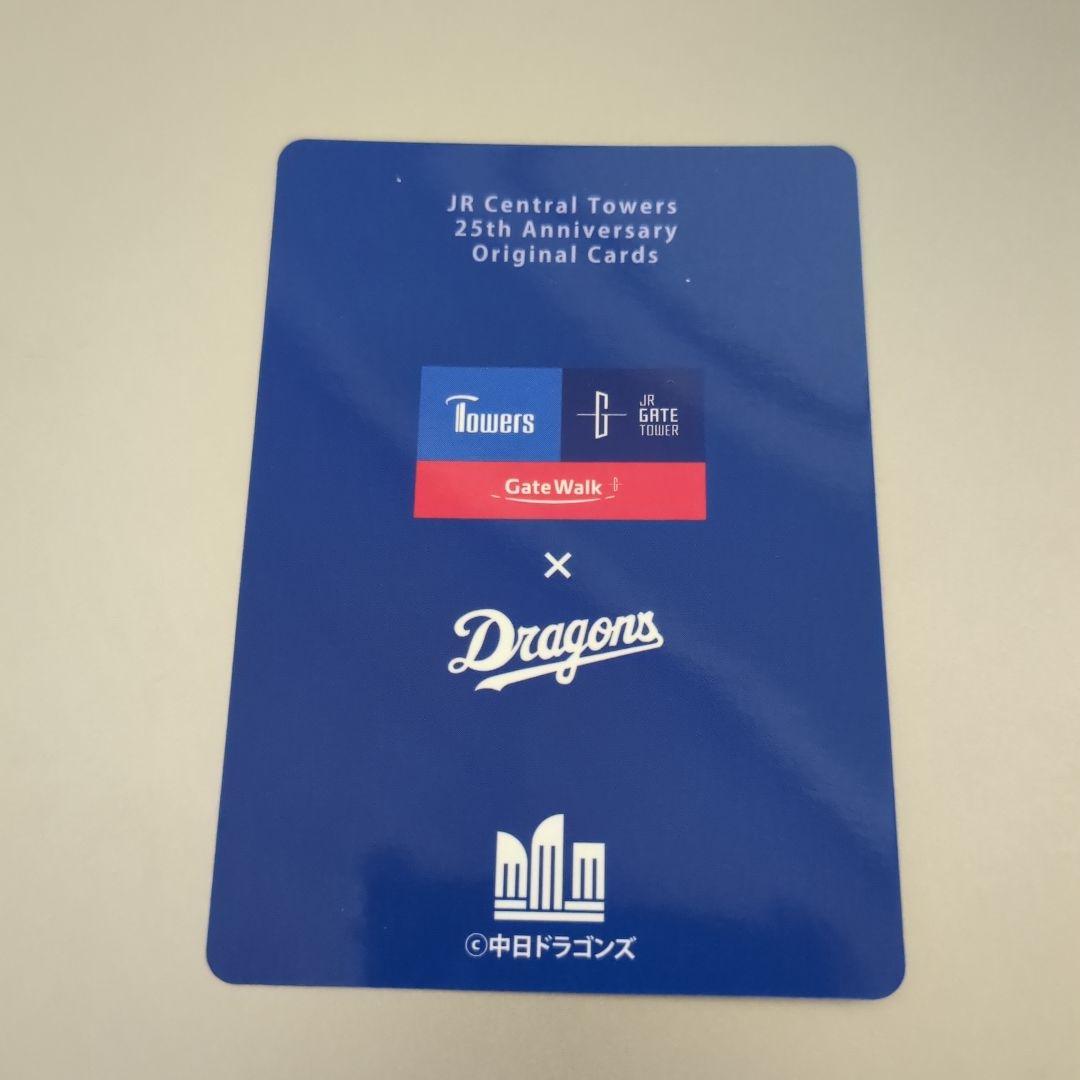 JR Central Towers
25th Anniversary
Original Cards
Towers
JR
GATE
TOWER
Gate Walk
×
Dragons
©中日ドラゴンズ